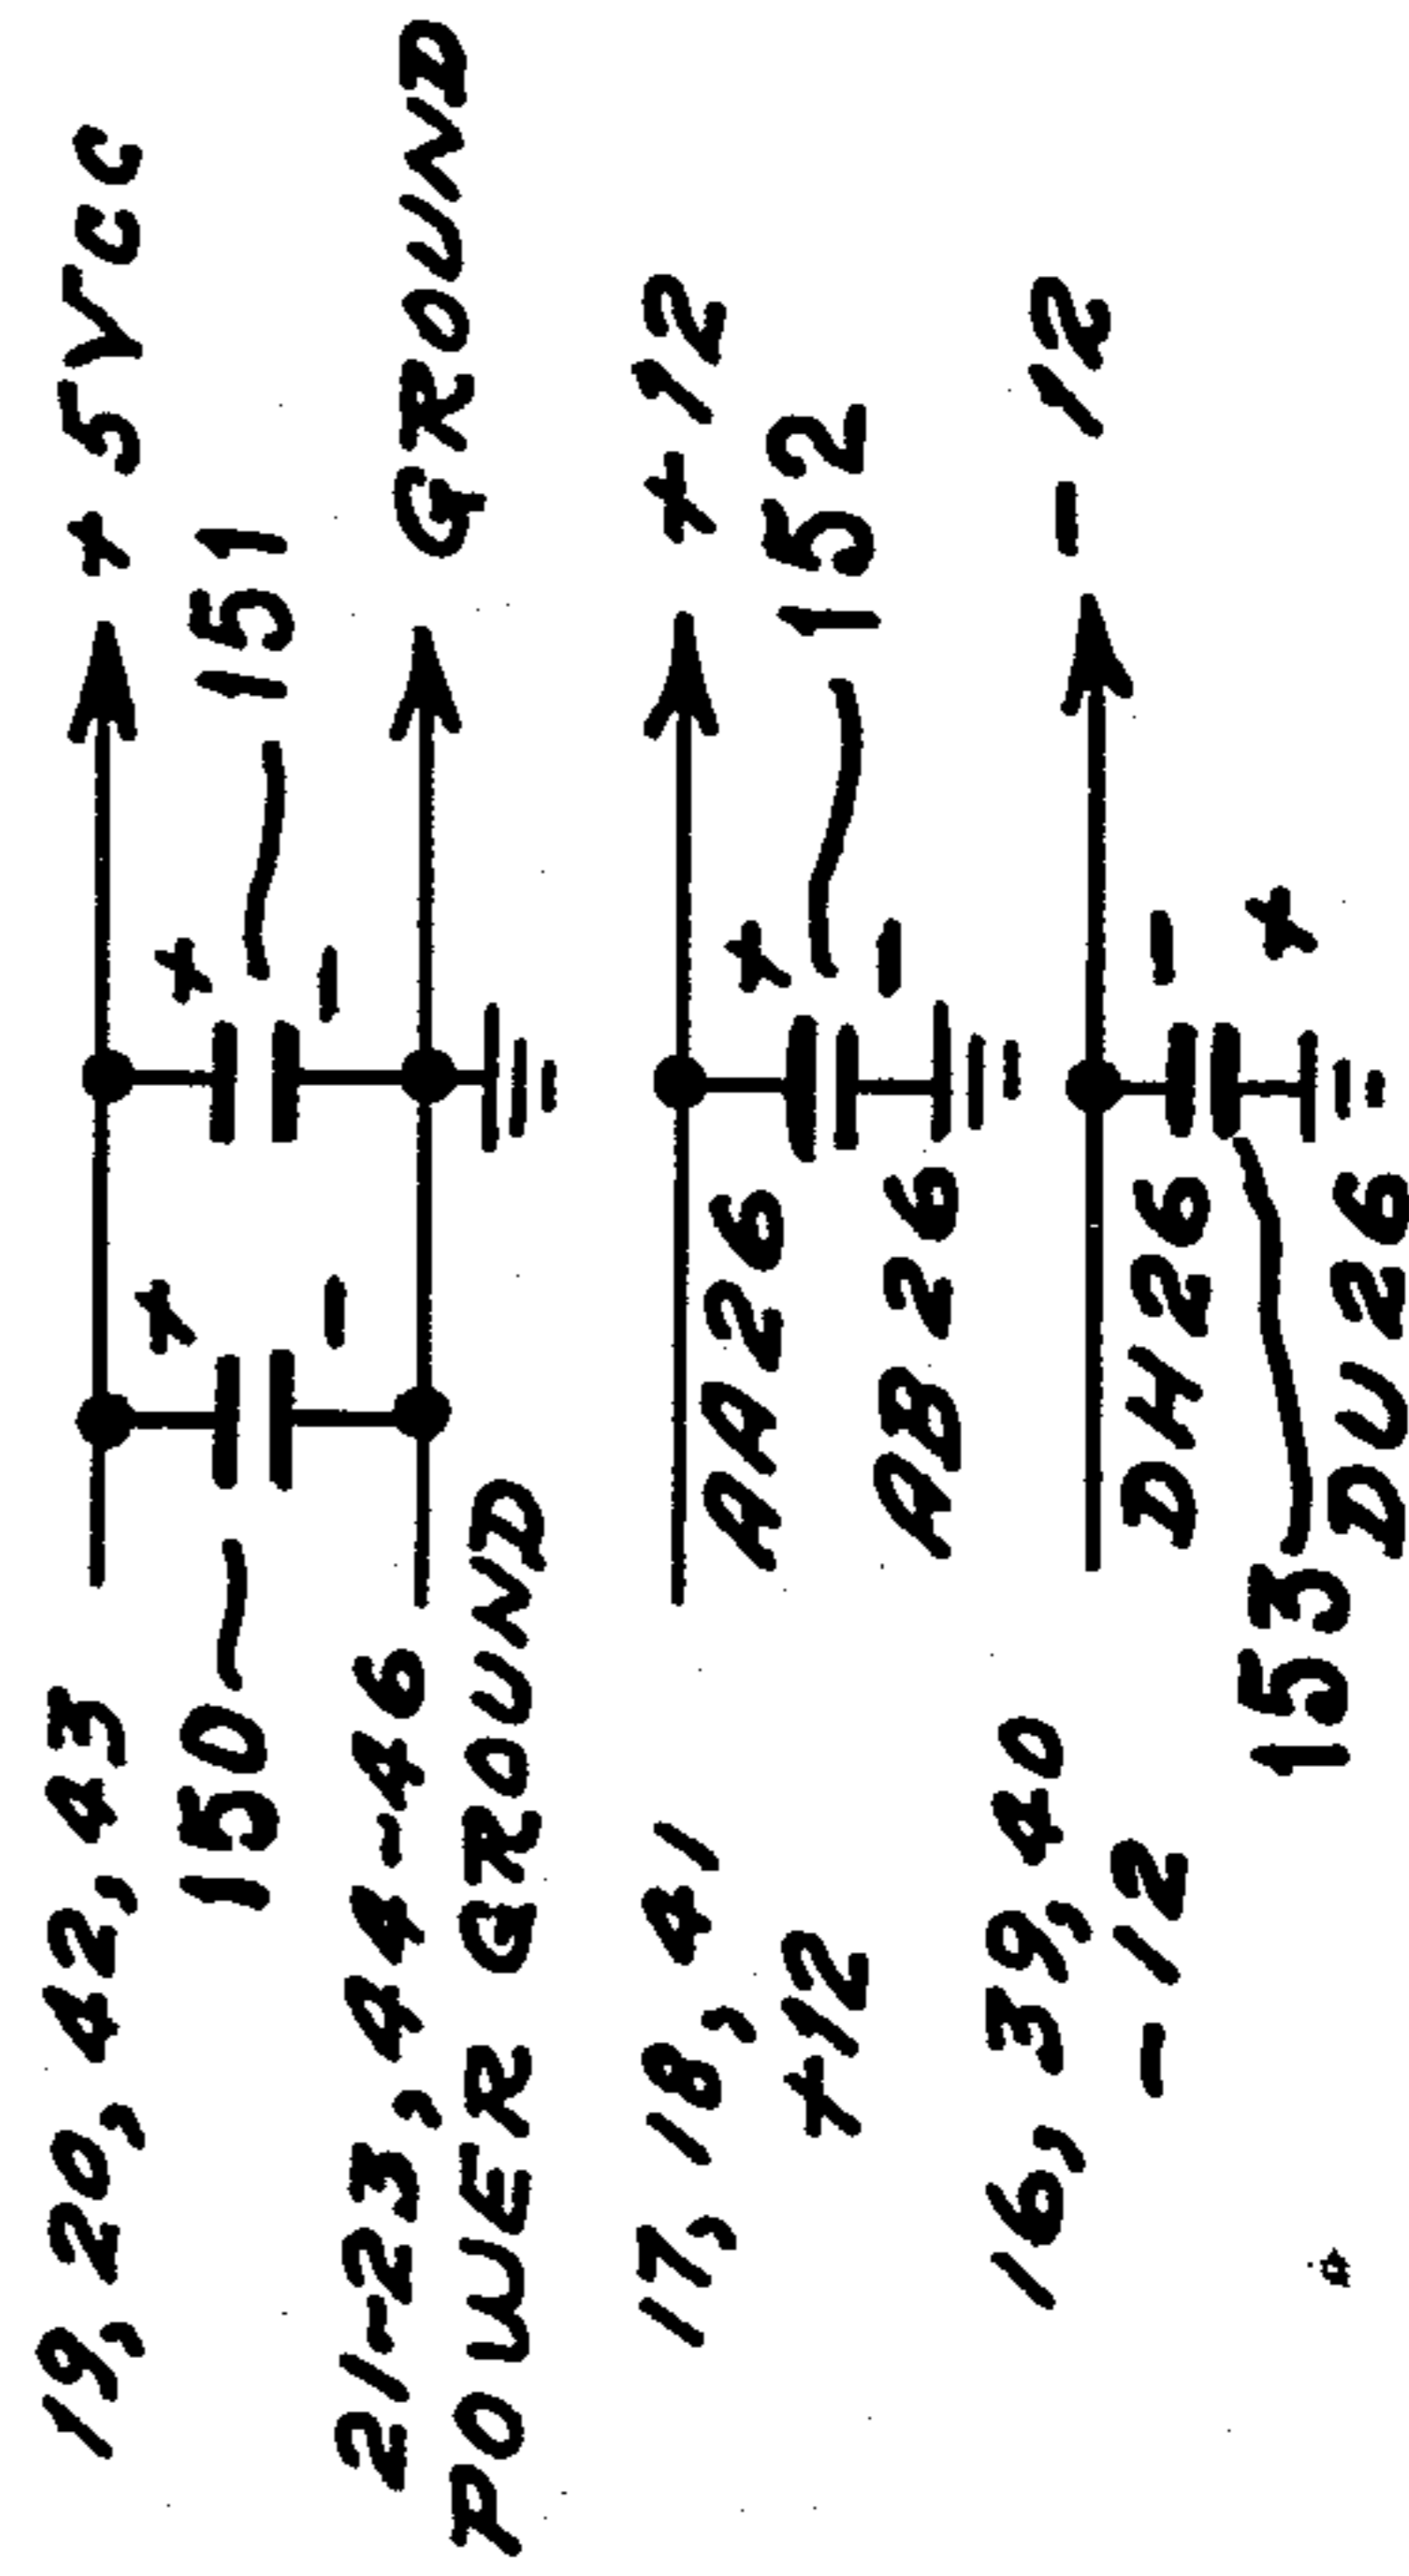 19, 20, 42, 43
+ 5VCC
150
151
+
-
+
-
21-23, 44-46
GROUND
POWER GROUND
17, 18, 41
+12
+12
AA26
+
152
AB26
-
16, 39, 40
-12
-12
DH26
-
153
DU26
+